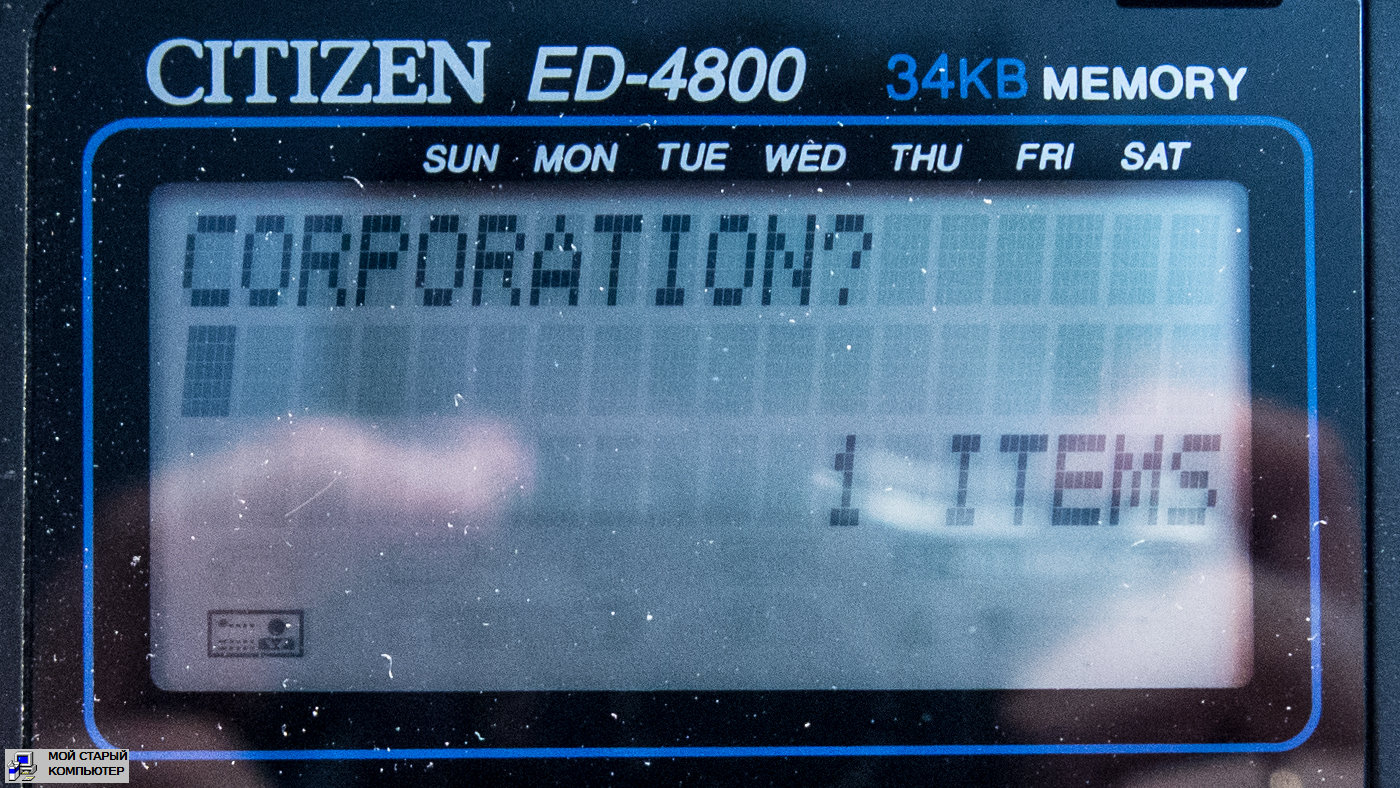 CITIZEN ED-4800 34KB MEMORY
SUN MON TUE WED THU FRI SAT
CORPORATION?
1 ITEMS
МОЙ СТАРЫЙ
КОМПЬЮТЕР